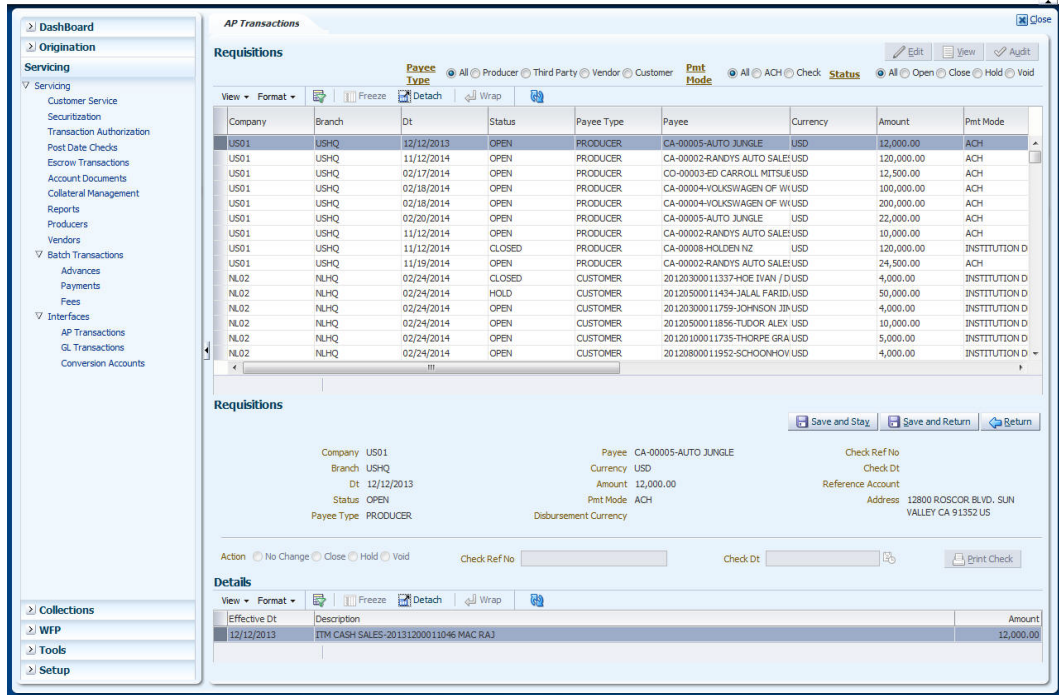 DashBoard
Origination
Servicing
Servicing
Customer Service
Securitization
Transaction Authorization
Post Date Checks
Escrow Transactions
Account Documents
Collateral Management
Reports
Producers
Vendors
Batch Transactions
Advances
Payments
Fees
Interfaces
AP Transactions
GL Transactions
Conversion Accounts
Collections
WFP
Tools
Setup
AP Transactions
Close
Requisitions
Edit View Audit
Payee Type All Producer Third Party Vendor Customer Pmt Mode All ACH Check Status All Open Close Hold Void
View Format Freeze Detach Wrap
Company Branch Dt Status Payee Type Payee Currency Amount Pmt Mode
US01 USHQ 12/12/2013 OPEN PRODUCER CA-00005-AUTO JUNGLE USD 12,000.00 ACH
US01 USHQ 11/12/2014 OPEN PRODUCER CA-00002-RANDYS AUTO SALES USD 120,000.00 ACH
US01 USHQ 02/17/2014 OPEN PRODUCER CO-00003-ED CARROLL MITSUE USD 12,500.00 ACH
US01 USHQ 02/18/2014 OPEN PRODUCER CA-00004-VOLKSWAGEN OF W USD 100,000.00 ACH
US01 USHQ 02/18/2014 OPEN PRODUCER CA-00004-VOLKSWAGEN OF W USD 200,000.00 ACH
US01 USHQ 02/20/2014 OPEN PRODUCER CA-00005-AUTO JUNGLE USD 22,000.00 ACH
US01 USHQ 11/12/2014 OPEN PRODUCER CA-00002-RANDYS AUTO SALES USD 10,000.00 ACH
US01 USHQ 11/12/2014 CLOSED PRODUCER CA-00008-HOLDEN NZ USD 120,000.00 INSTITUTION D
US01 USHQ 11/19/2014 OPEN PRODUCER CA-00002-RANDYS AUTO SALES USD 24,500.00 ACH
NL02 NLHQ 02/24/2014 CLOSED CUSTOMER 20120300011337-HOE IVAN / D USD 4,000.00 INSTITUTION D
NL02 NLHQ 02/24/2014 HOLD CUSTOMER 20120500011434-JALAL FARID, USD 50,000.00 INSTITUTION D
NL02 NLHQ 02/24/2014 OPEN CUSTOMER 20120300011759-JOHNSON JIM USD 4,000.00 INSTITUTION D
NL02 NLHQ 02/24/2014 OPEN CUSTOMER 20120500011856-TUDOR ALEX USD 10,000.00 INSTITUTION D
NL02 NLHQ 02/24/2014 OPEN CUSTOMER 20120100011735-THORPE GRA USD 5,000.00 INSTITUTION D
NL02 NLHQ 02/24/2014 OPEN CUSTOMER 20120800011952-SCHOONHOV USD 4,000.00 INSTITUTION D
Requisitions
Save and Stay Save and Return Return
Company US01 Payee CA-00005-AUTO JUNGLE Check Ref No
Branch USHQ Currency USD Check Dt
Dt 12/12/2013 Amount 12,000.00 Reference Account
Status OPEN Pmt Mode ACH Address 12800 ROSCOR BLVD. SUN
Payee Type PRODUCER Disbursement Currency VALLEY CA 91352 US
Action No Change Close Hold Void Check Ref No Check Dt Print Check
Details
View Format Freeze Detach Wrap
Effective Dt Description Amount
12/12/2013 ITM CASH SALES-20131200011046 MAC RAJ 12,000.00